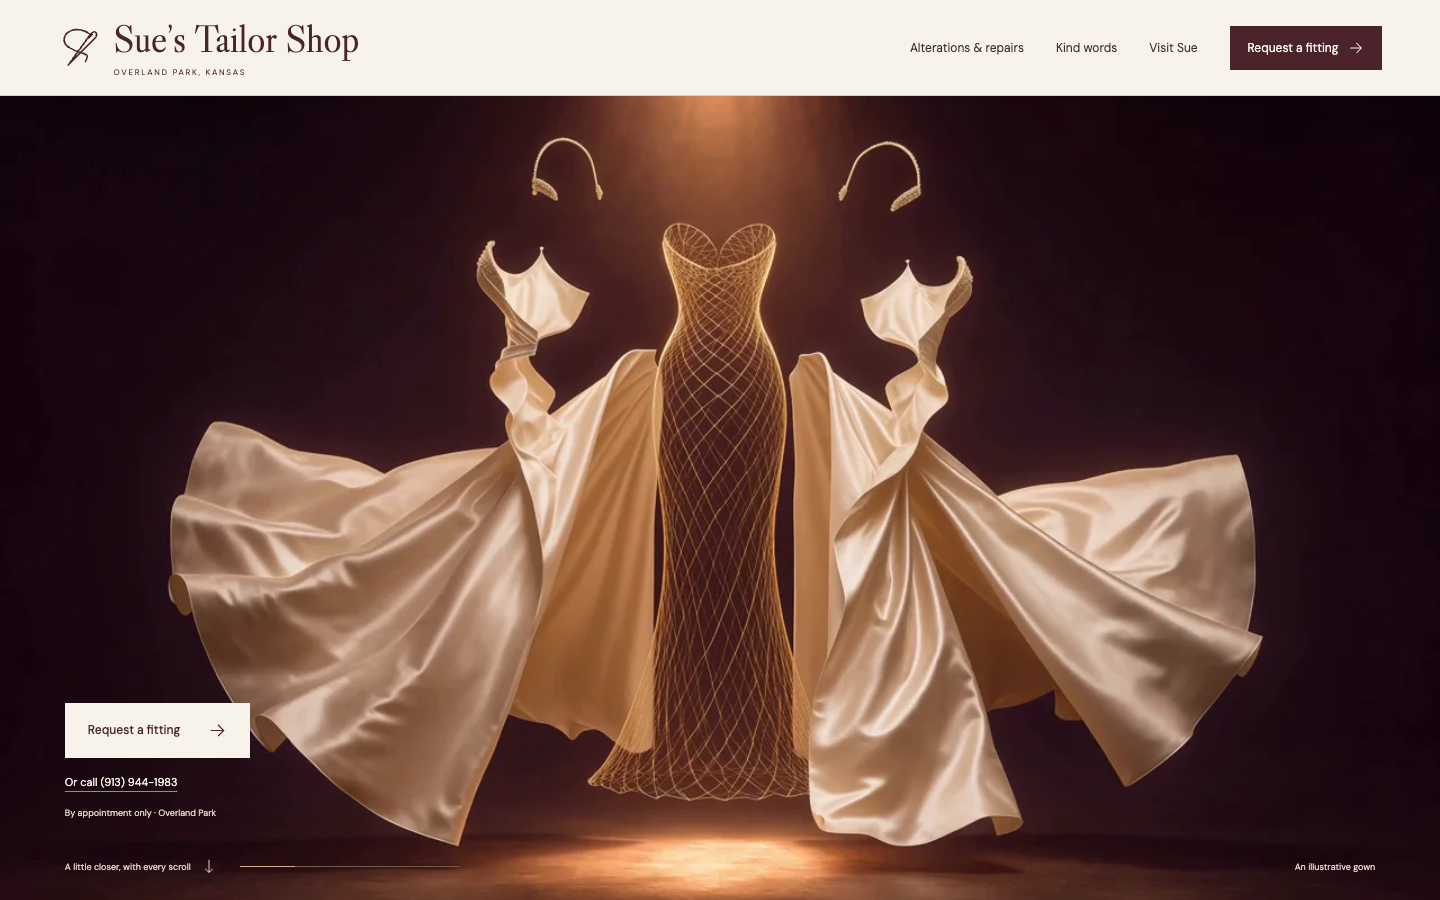 Sue's Tailor Shop
OVERLAND PARK, KANSAS
Alterations & repairs
Kind words
Visit Sue
Request a fitting
Request a fitting
Or call (913) 944-1983
By appointment only · Overland Park
A little closer, with every scroll
An illustrative gown